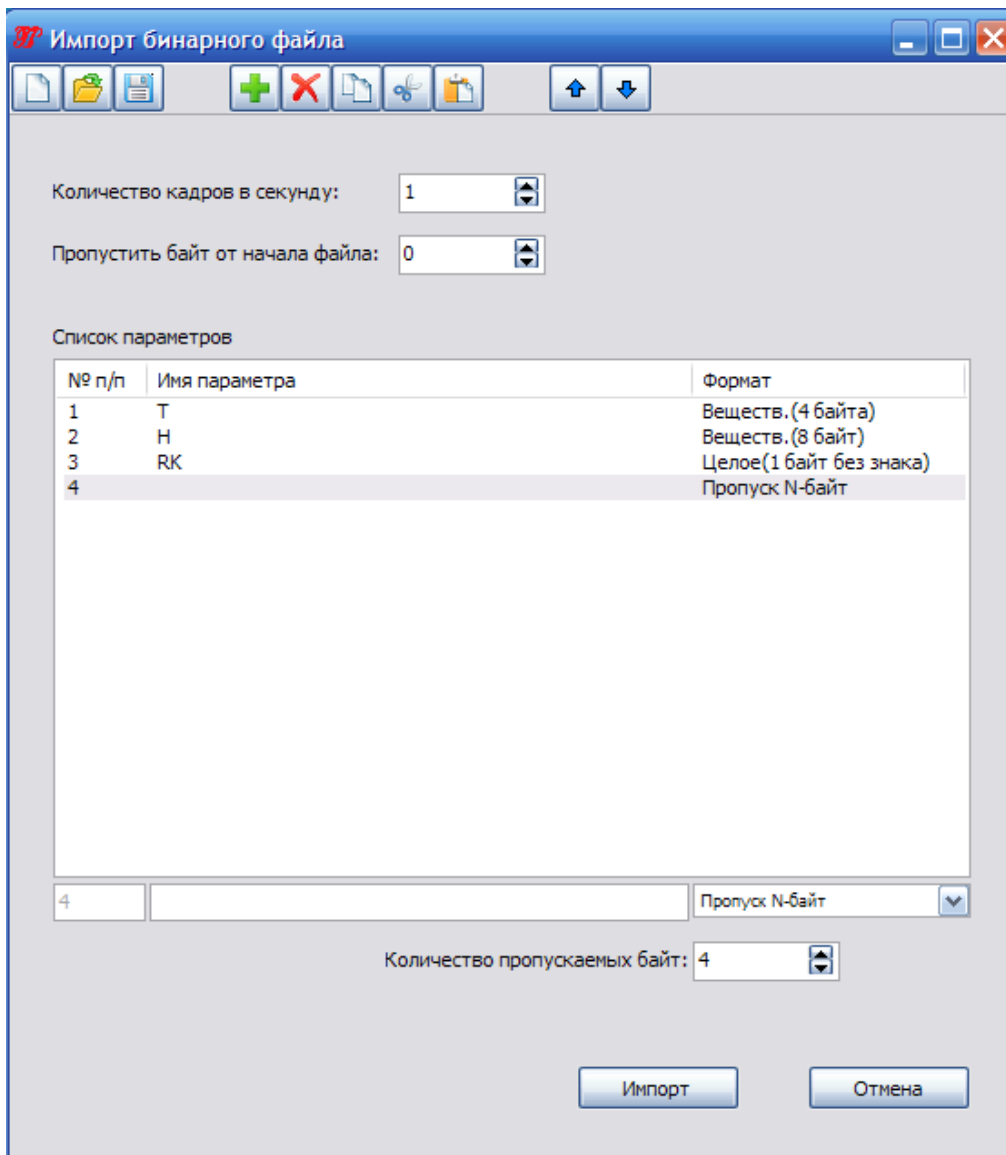 Импорт бинарного файла
Количество кадров в секунду: 1
Пропустить байт от начала файла: 0
Список параметров
№ п/п Имя параметра Формат
1 T Веществ.(4 байта)
2 H Веществ.(8 байт)
3 RK Целое(1 байт без знака)
4 Пропуск N-байт
4 Пропуск N-байт
Количество пропускаемых байт: 4
Импорт Отмена